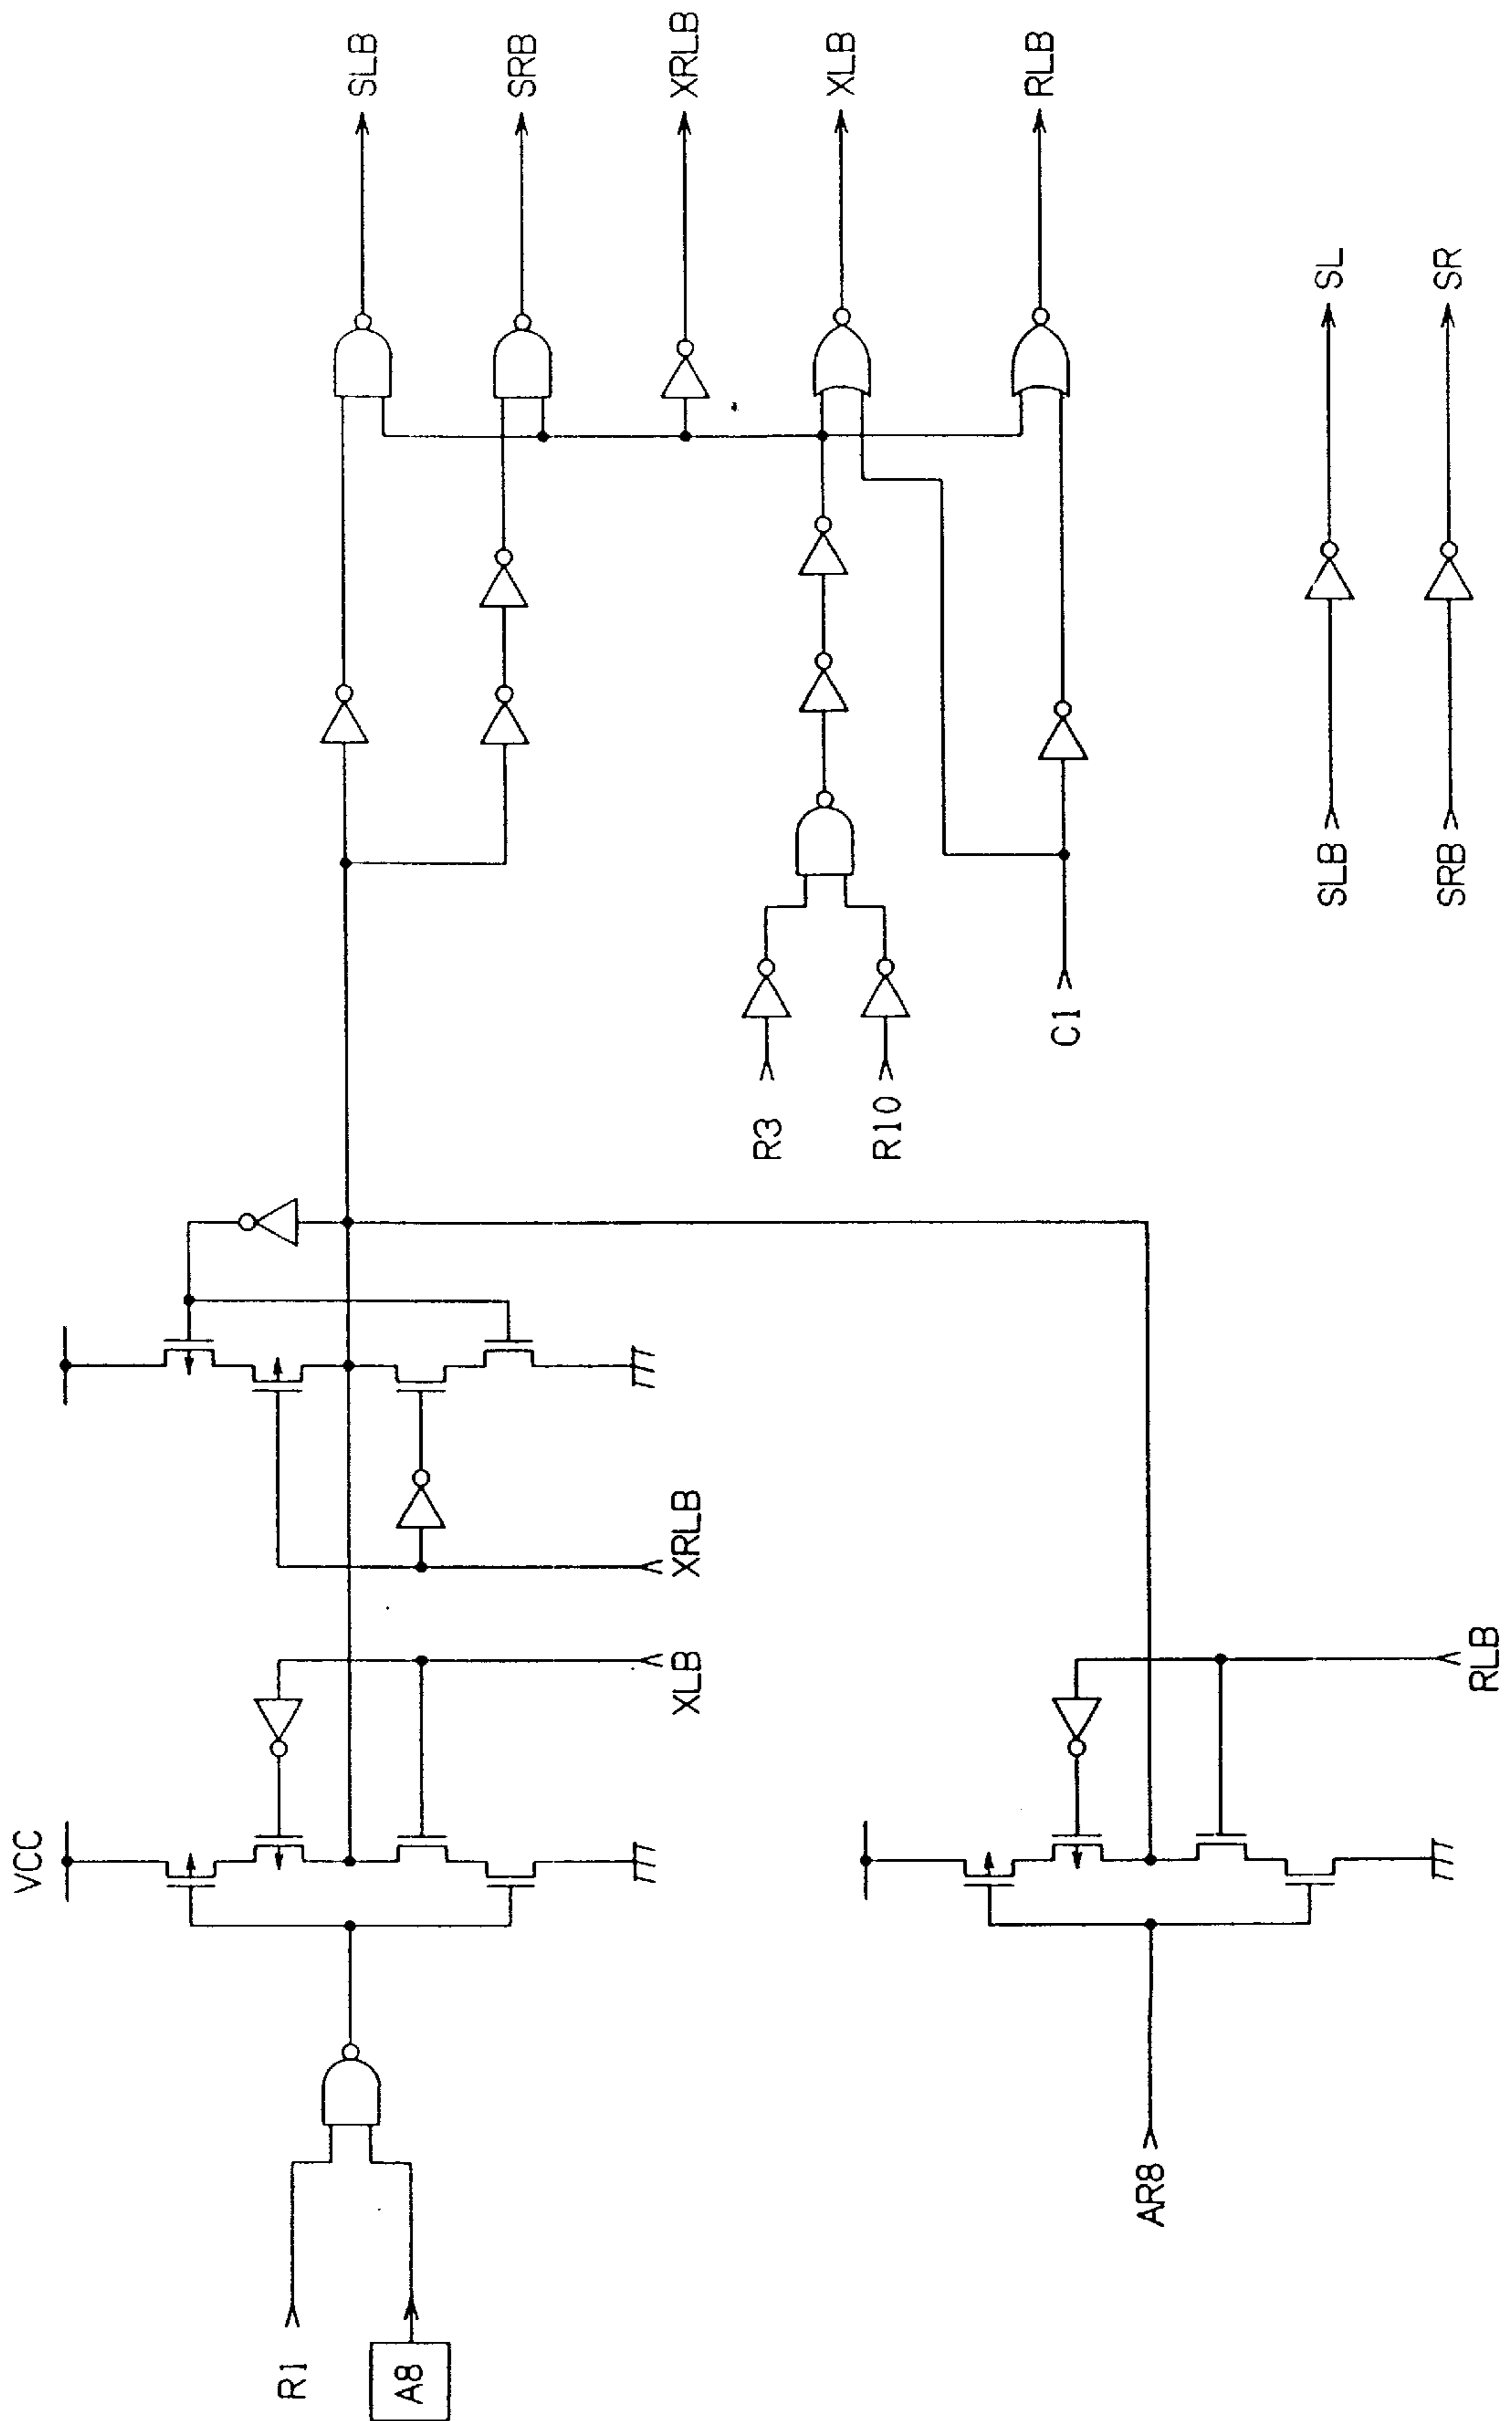 VCC
R1
A8
XLB
XRLB
AR8
RLB
R3
R10
C1
SLB
SRB
XRLB
XLB
RLB
SLB
SL
SRB
SR